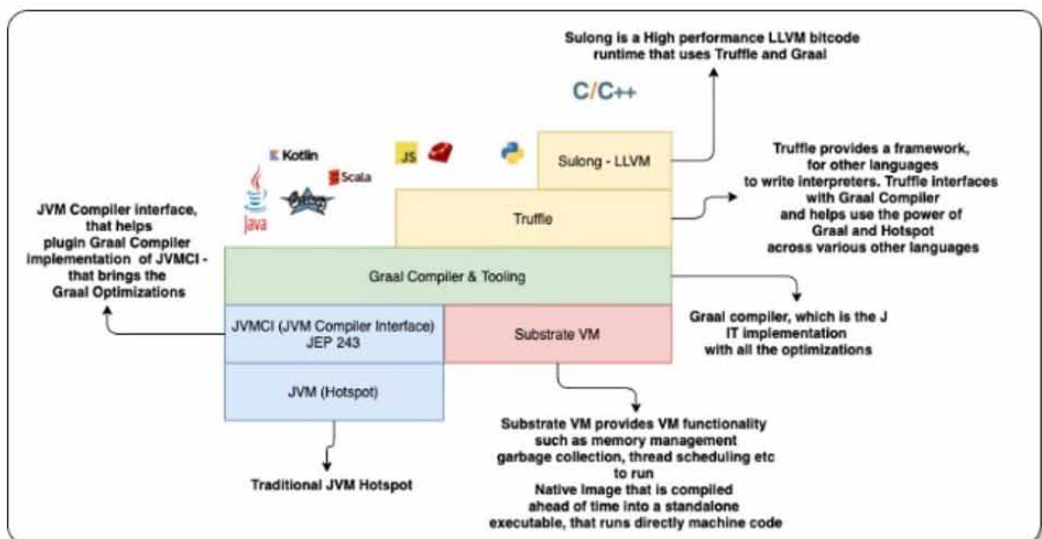 Sulong is a High performance LLVM bitcode
runtime that uses Truffle and Graal
C/C++
Kotlin
JS
Scala
Java
Sulong - LLVM
Truffle provides a framework,
for other languages
to write interpreters. Truffle interfaces
with Graal Compiler
and helps use the power of
Graal and Hotspot
across various other languages
JVM Compiler interface,
that helps
plugin Graal Compiler
implementation of JVMCI -
that brings the
Graal Optimizations
Truffle
Graal Compiler & Tooling
JVMCI (JVM Compiler Interface)
JEP 243
Substrate VM
Graal compiler, which is the J
IT implementation
with all the optimizations
JVM (Hotspot)
Traditional JVM Hotspot
Substrate VM provides VM functionality
such as memory management
garbage collection, thread scheduling etc
to run
Native Image that is compiled
ahead of time into a standalone
executable, that runs directly machine code